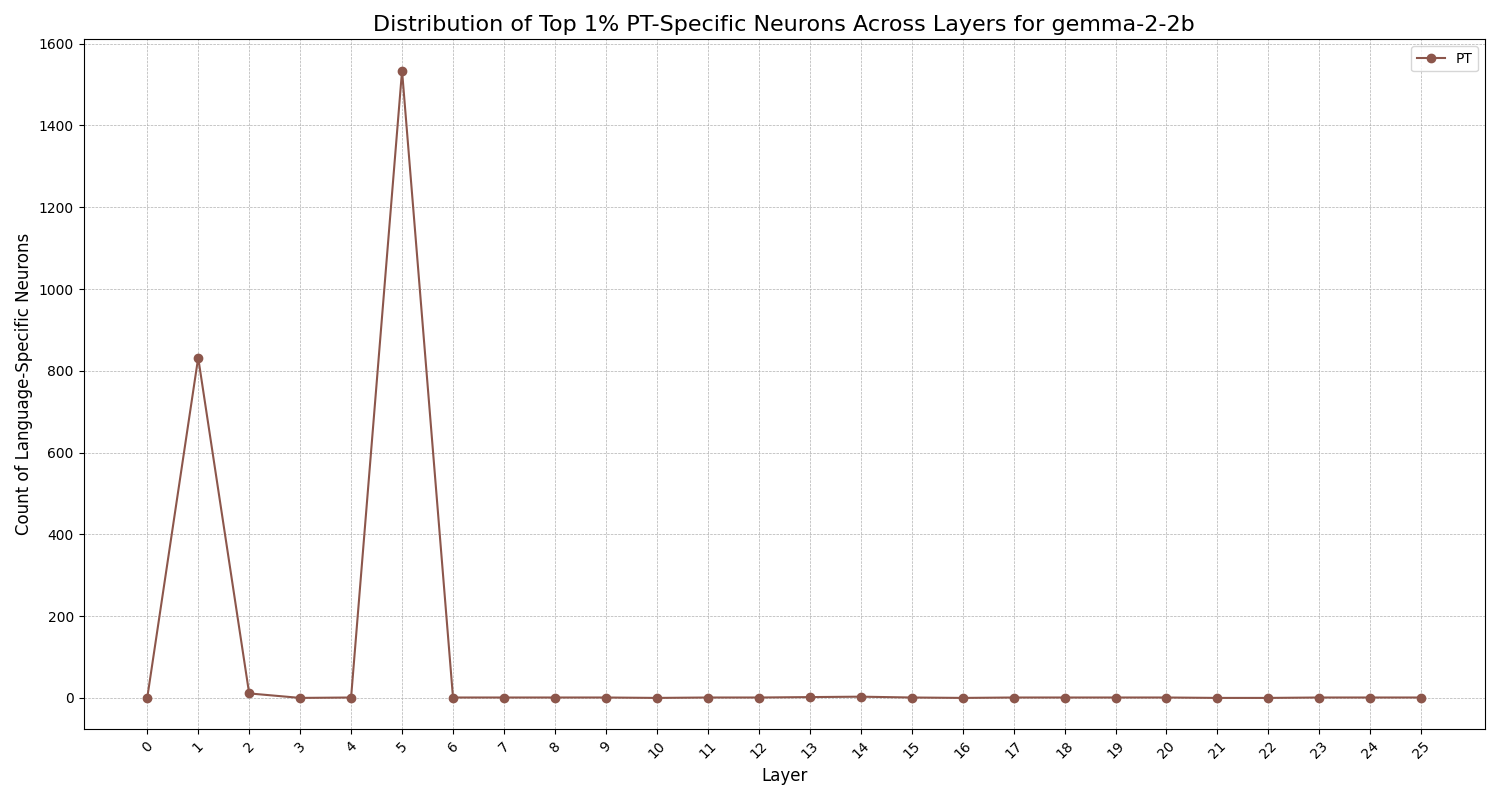 Distribution of Top 1% PT-Specific Neurons Across Layers for gemma-2-2b
PT
Count of Language-Specific Neurons
1600
1400
1200
1000
800
600
400
200
0
0 1 2 3 4 5 6 7 8 9 10 11 12 13 14 15 16 17 18 19 20 21 22 23 24 25
Layer